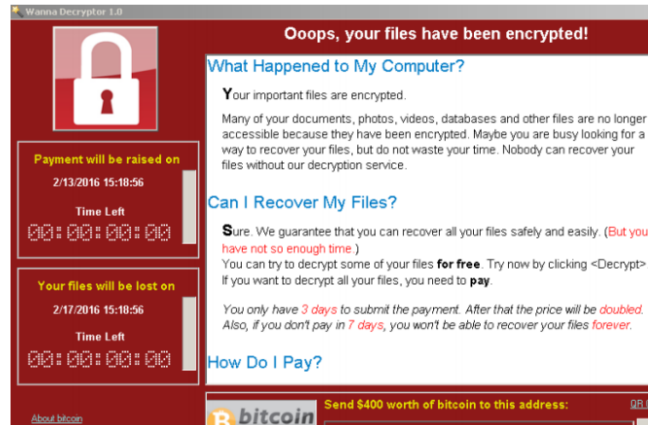 Wanna Decryptor 1.0
Ooops, your files have been encrypted!
What Happened to My Computer?
Your important files are encrypted.
Many of your documents, photos, videos, databases and other files are no longer
accessible because they have been encrypted. Maybe you are busy looking for a
way to recover your files, but do not waste your time. Nobody can recover your
files without our decryption service.
Can I Recover My Files?
Sure. We guarantee that you can recover all your files safely and easily. (But you
have not so enough time.)
You can try to decrypt some of your files for free. Try now by clicking <Decrypt>
If you want to decrypt all your files, you need to pay.
You only have 3 days to submit the payment. After that the price will be doubled.
Also, if you don't pay in 7 days, you won't be able to recover your files forever.
How Do I Pay?
Payment will be raised on
2/13/2016 15:18:56
Time Left
00:00:00:00
Your files will be lost on
2/17/2016 15:18:56
Time Left
00:00:00:00
About bitcoin
bitcoin
Send $400 worth of bitcoin to this address:
QR